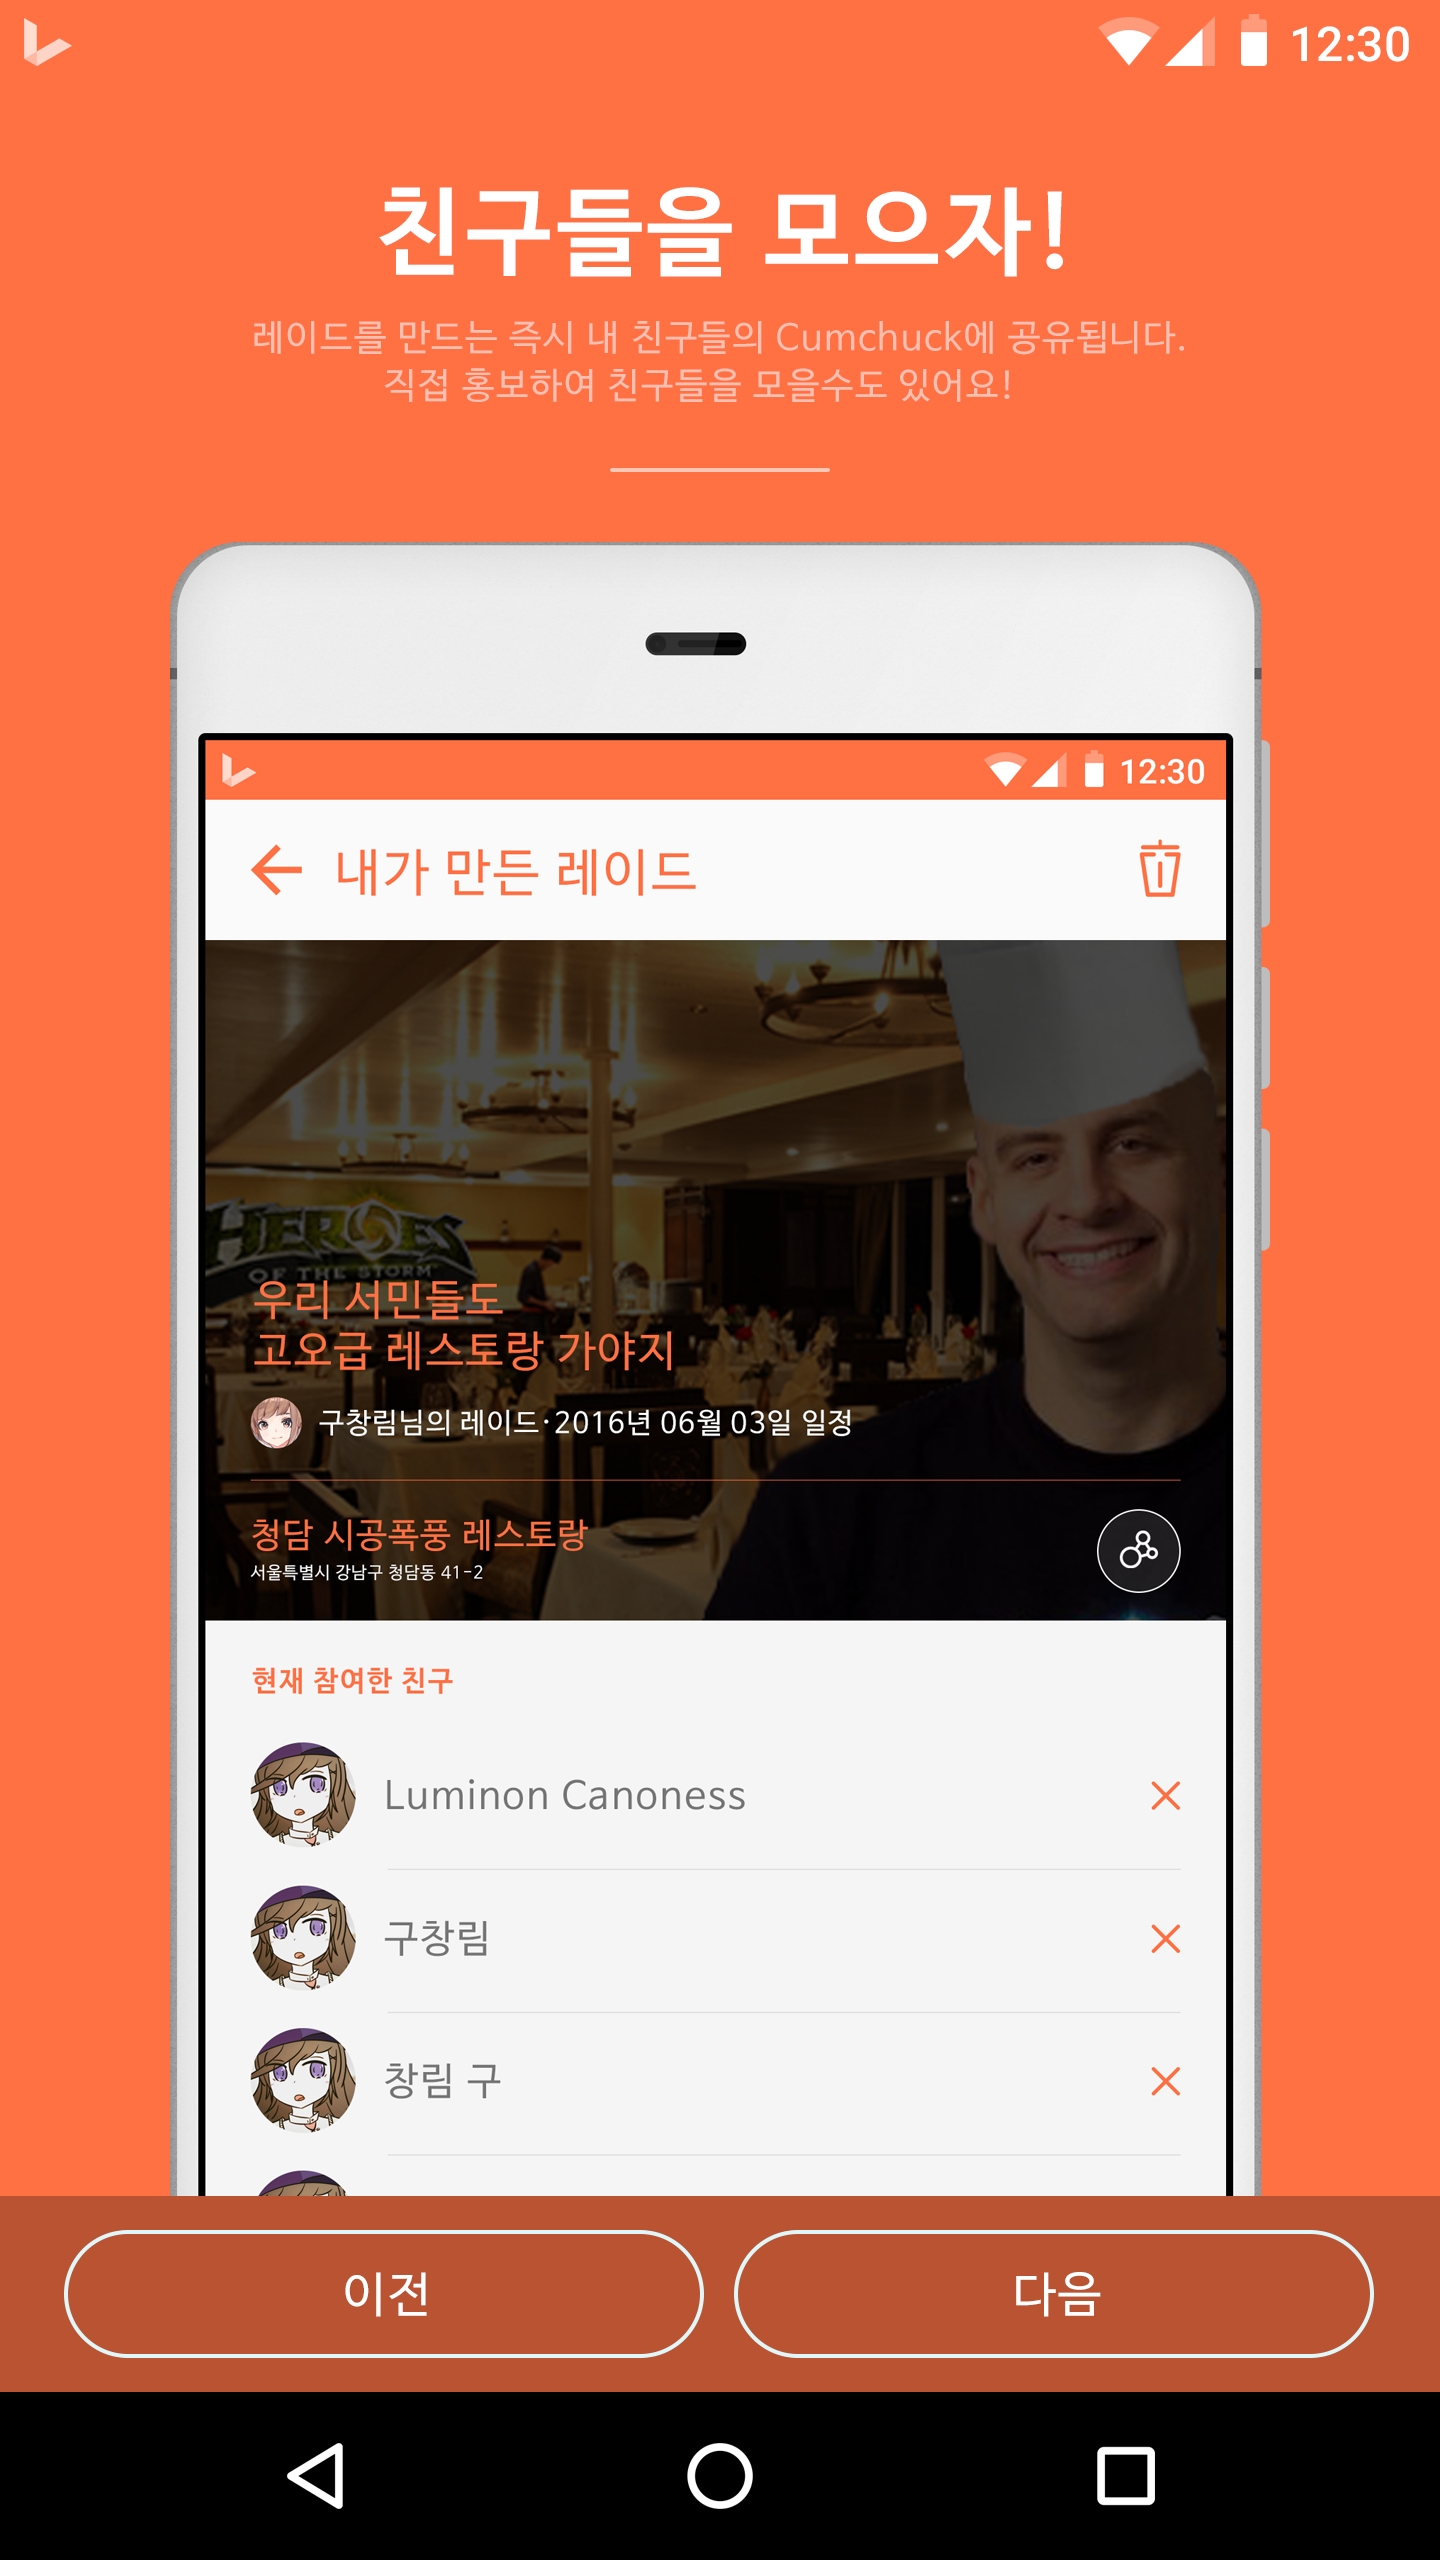 12:30
친구들을 모으자!
레이드를 만드는 즉시 내 친구들의 Cumchuck에 공유됩니다.
직접 홍보하여 친구들을 모을수도 있어요!
12:30
내가 만든 레이드
HEROES
OF THE STORM
우리 서민들도
고오급 레스토랑 가야지
구창림님의 레이드·2016년 06월 03일 일정
청담 시공폭풍 레스토랑
서울특별시 강남구 청담동 41-2
현재 참여한 친구
Luminon Canoness
구창림
창림 구
이전
다음